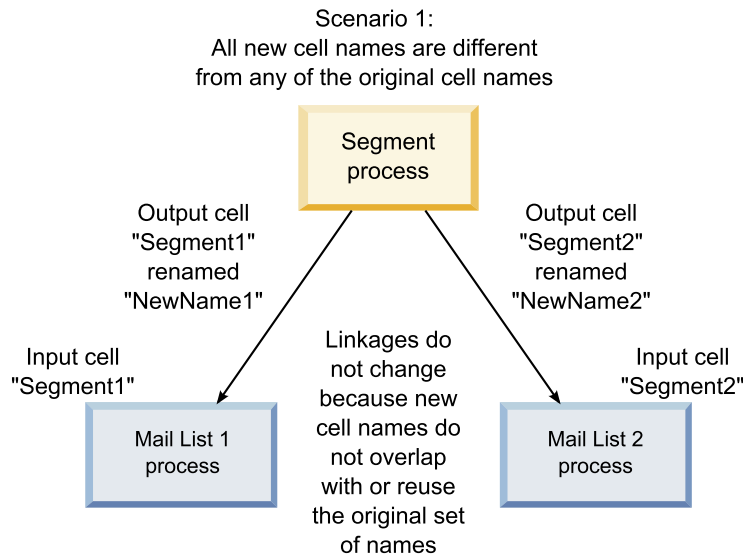 Scenario 1:
All new cell names are different
from any of the original cell names
Segment
process
Output cell
"Segment1"
renamed
"NewName1"
Output cell
"Segment2"
renamed
"NewName2"
Input cell
"Segment1"
Linkages do
not change
because new
cell names do
not overlap
with or reuse
the original set
of names
Input cell
"Segment2"
Mail List 1
process
Mail List 2
process